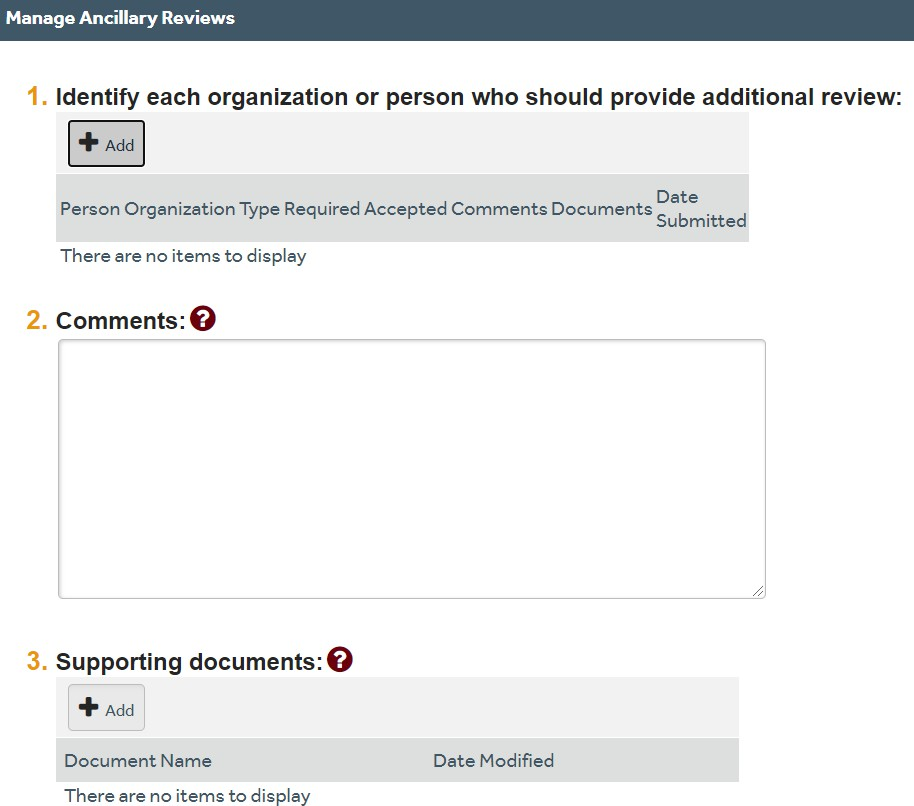 Manage Ancillary Reviews
1. Identify each organization or person who should provide additional review:
Add
Person Organization Type Required Accepted Comments Documents Date Submitted
There are no items to display
2. Comments: ?
3. Supporting documents: ?
Add
Document Name Date Modified
There are no items to display